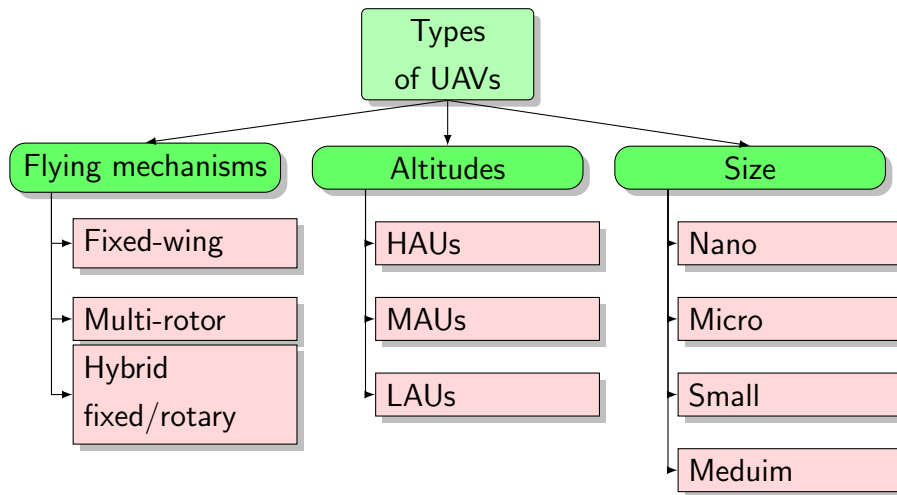 Types
of UAVs
Flying mechanisms
Altitudes
Size
Fixed-wing
Multi-rotor
Hybrid
fixed/rotary
HAUs
MAUs
LAUs
Nano
Micro
Small
Meduim